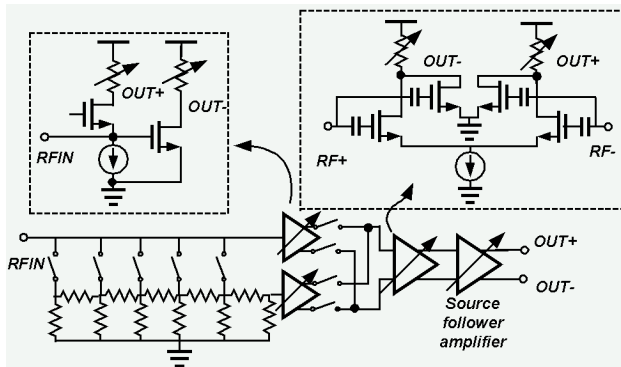 OUT+
OUT-
RFIN
OUT-
OUT+
RF+
RF-
RFIN
OUT+
OUT-
Source
follower
amplifier